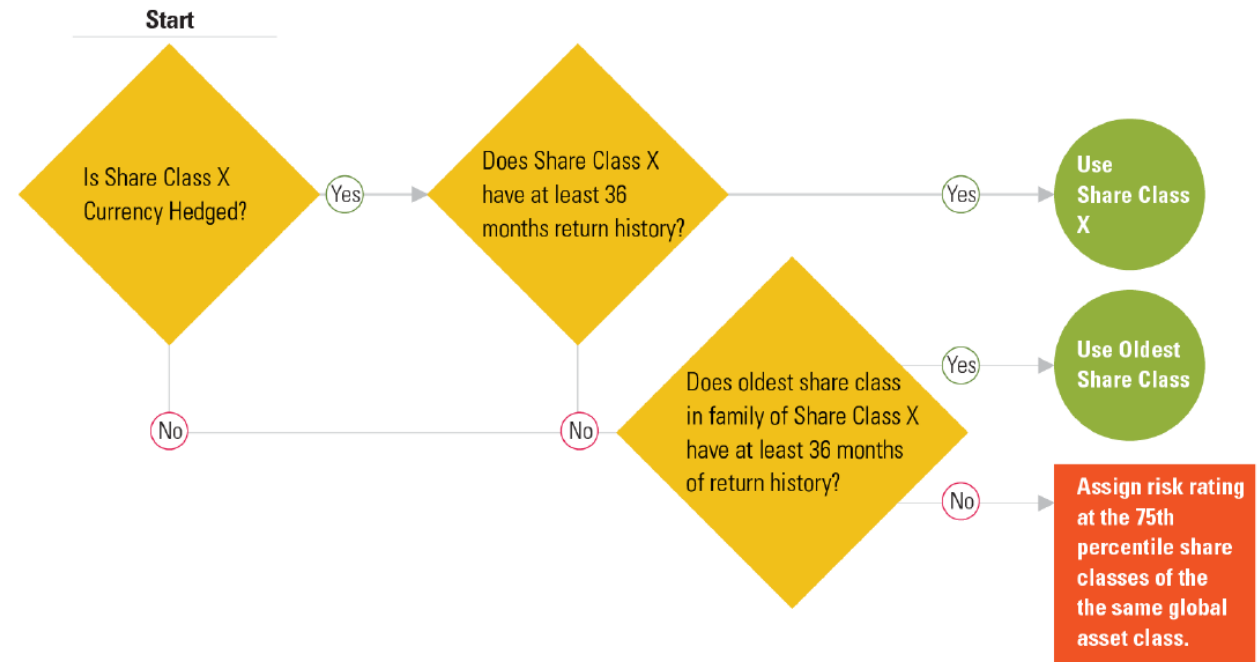 Start
Is Share Class X
Currency Hedged?
Yes
Does Share Class X
have at least 36
months return history?
Yes
Use
Share Class
X
No
No
Does oldest share class
in family of Share Class X
have at least 36 months
of return history?
Yes
Use Oldest
Share Class
No
Assign risk rating
at the 75th
percentile share
classes of the
the same global
asset class.